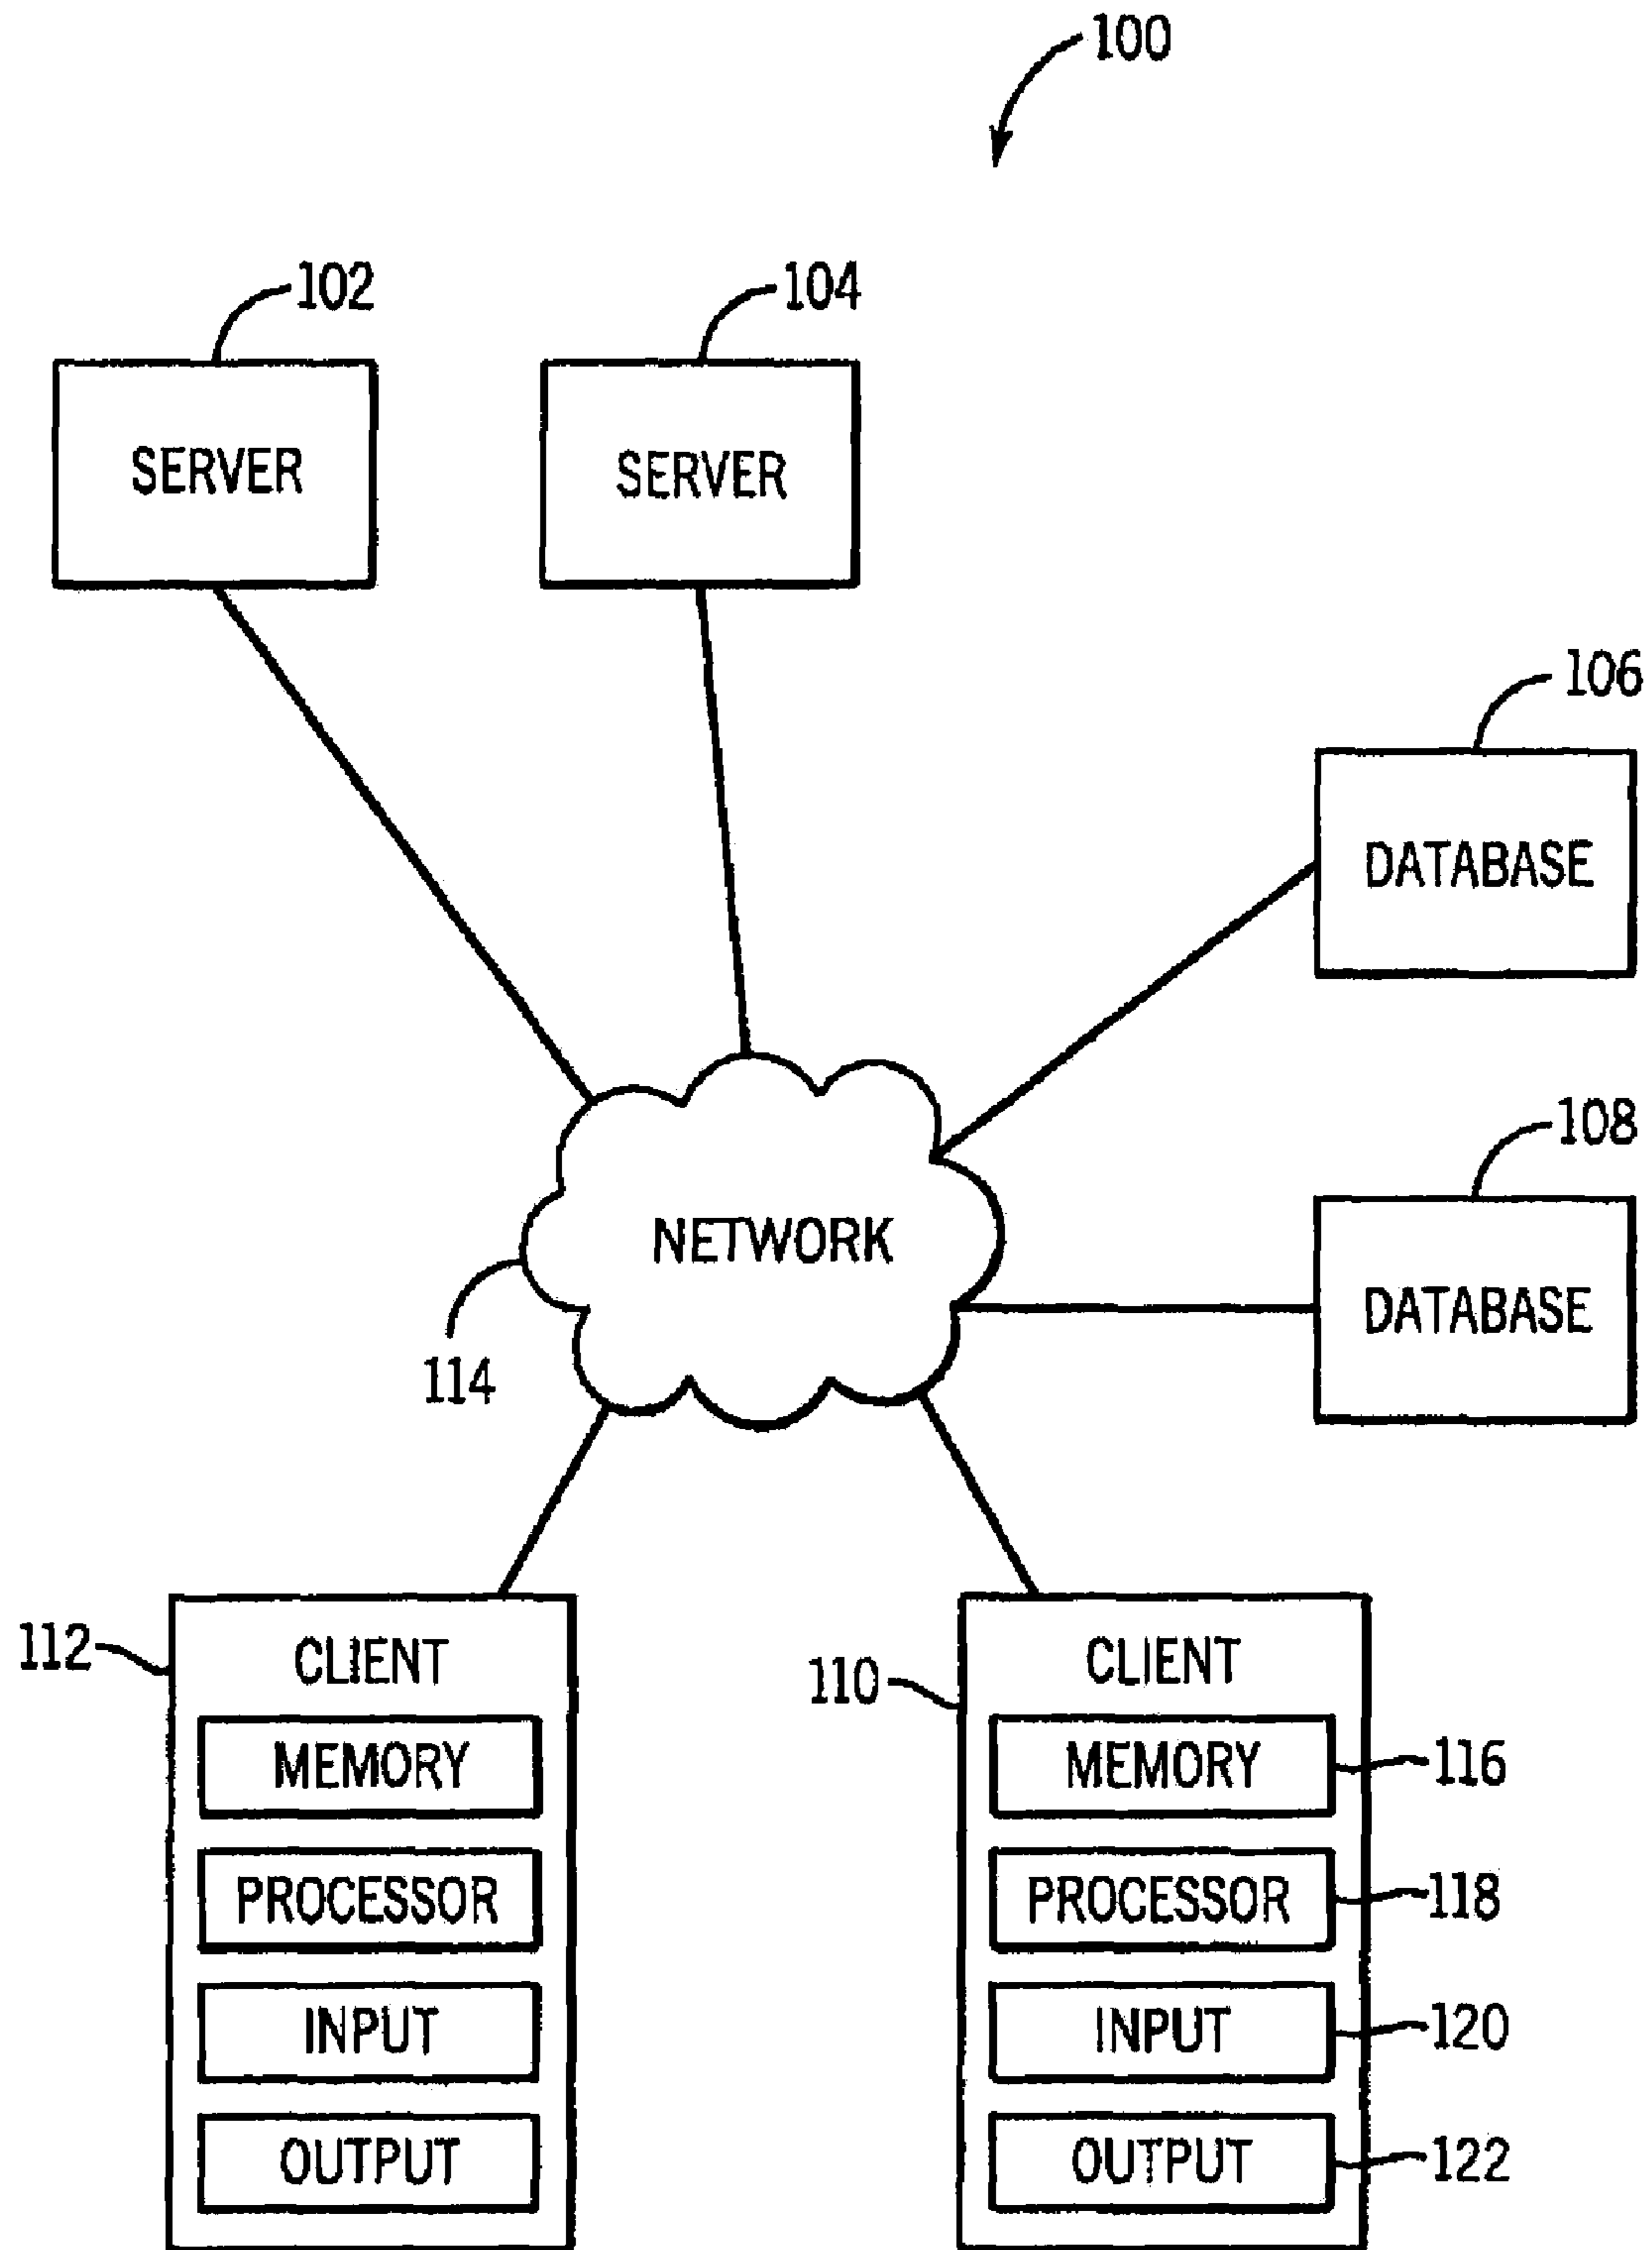 100
102
104
SERVER
SERVER
106
DATABASE
108
NETWORK
DATABASE
114
112
CLIENT
110
CLIENT
MEMORY
MEMORY
116
PROCESSOR
PROCESSOR
118
INPUT
INPUT
120
OUTPUT
OUTPUT
122